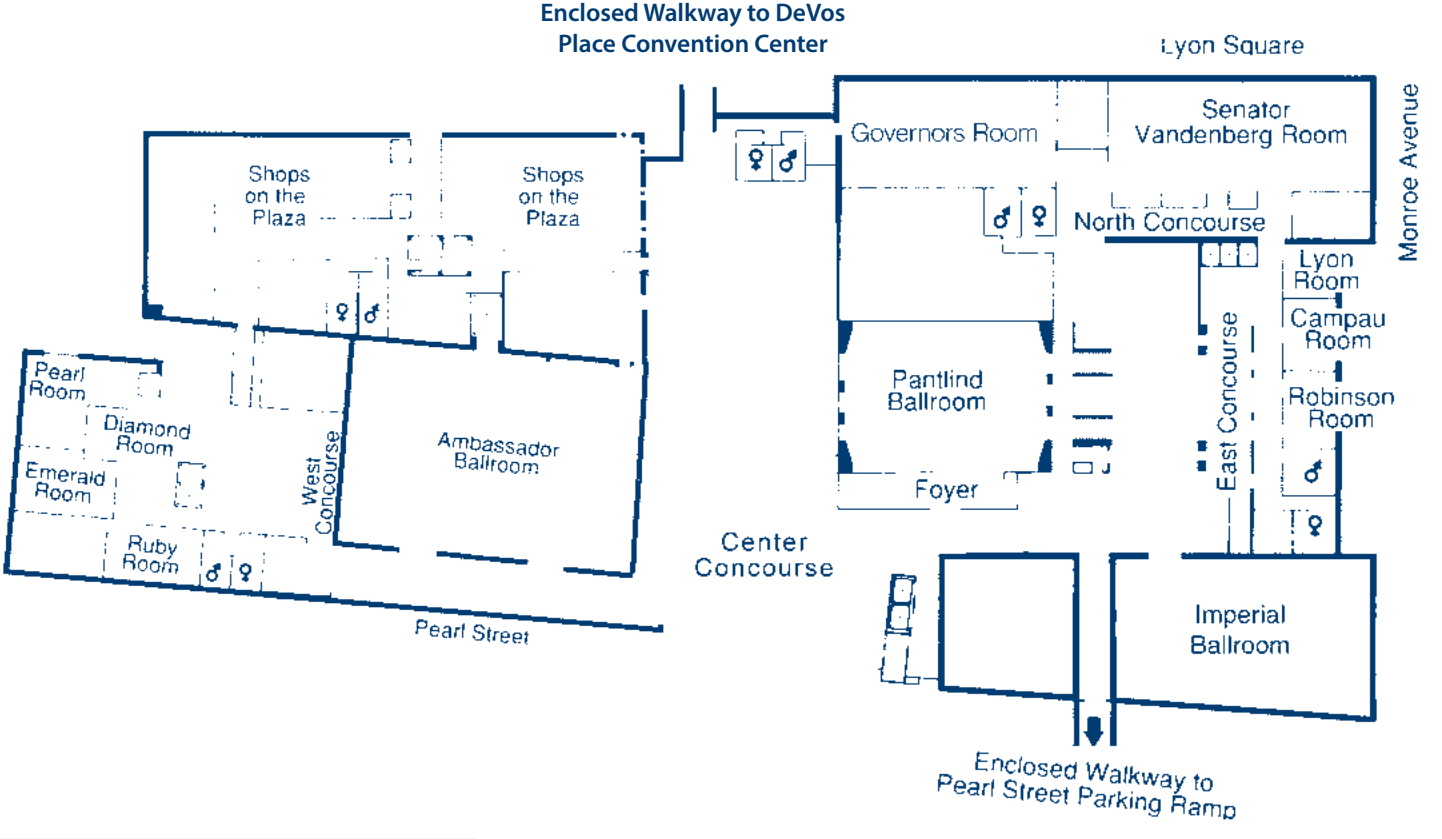 Enclosed Walkway to DeVos
Place Convention Center
Lyon Square
Monroe Avenue
Governors Room
Senator
Vandenberg Room
North Concourse
Shops
on the
Plaza
Shops
on the
Plaza
Lyon
Room
Campau
Room
Robinson
Room
East Concourse
Pantlind
Ballroom
Foyer
Pearl
Room
Diamond
Room
Emerald
Room
Ruby
Room
West
Concourse
Ambassador
Ballroom
Center
Concourse
Imperial
Ballroom
Pearl Street
Enclosed Walkway to
Pearl Street Parking Ramp